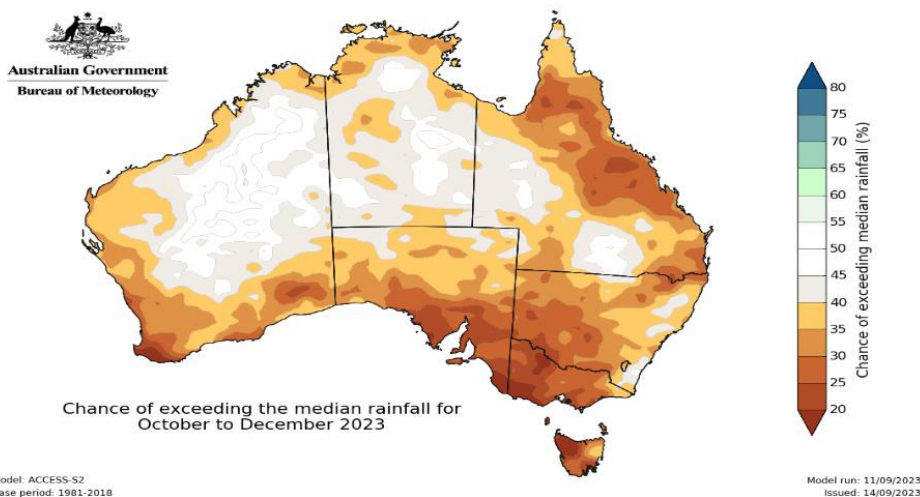 Australian Government
Bureau of Meteorology
80
75
70
65
60
55
50
45
40
35
30
25
20
Chance of exceeding median rainfall (%)
Chance of exceeding the median rainfall for
October to December 2023
odel: ACCESS-S2
ase period: 1981-2018
Model run: 11/09/2023
Issued: 14/09/2023